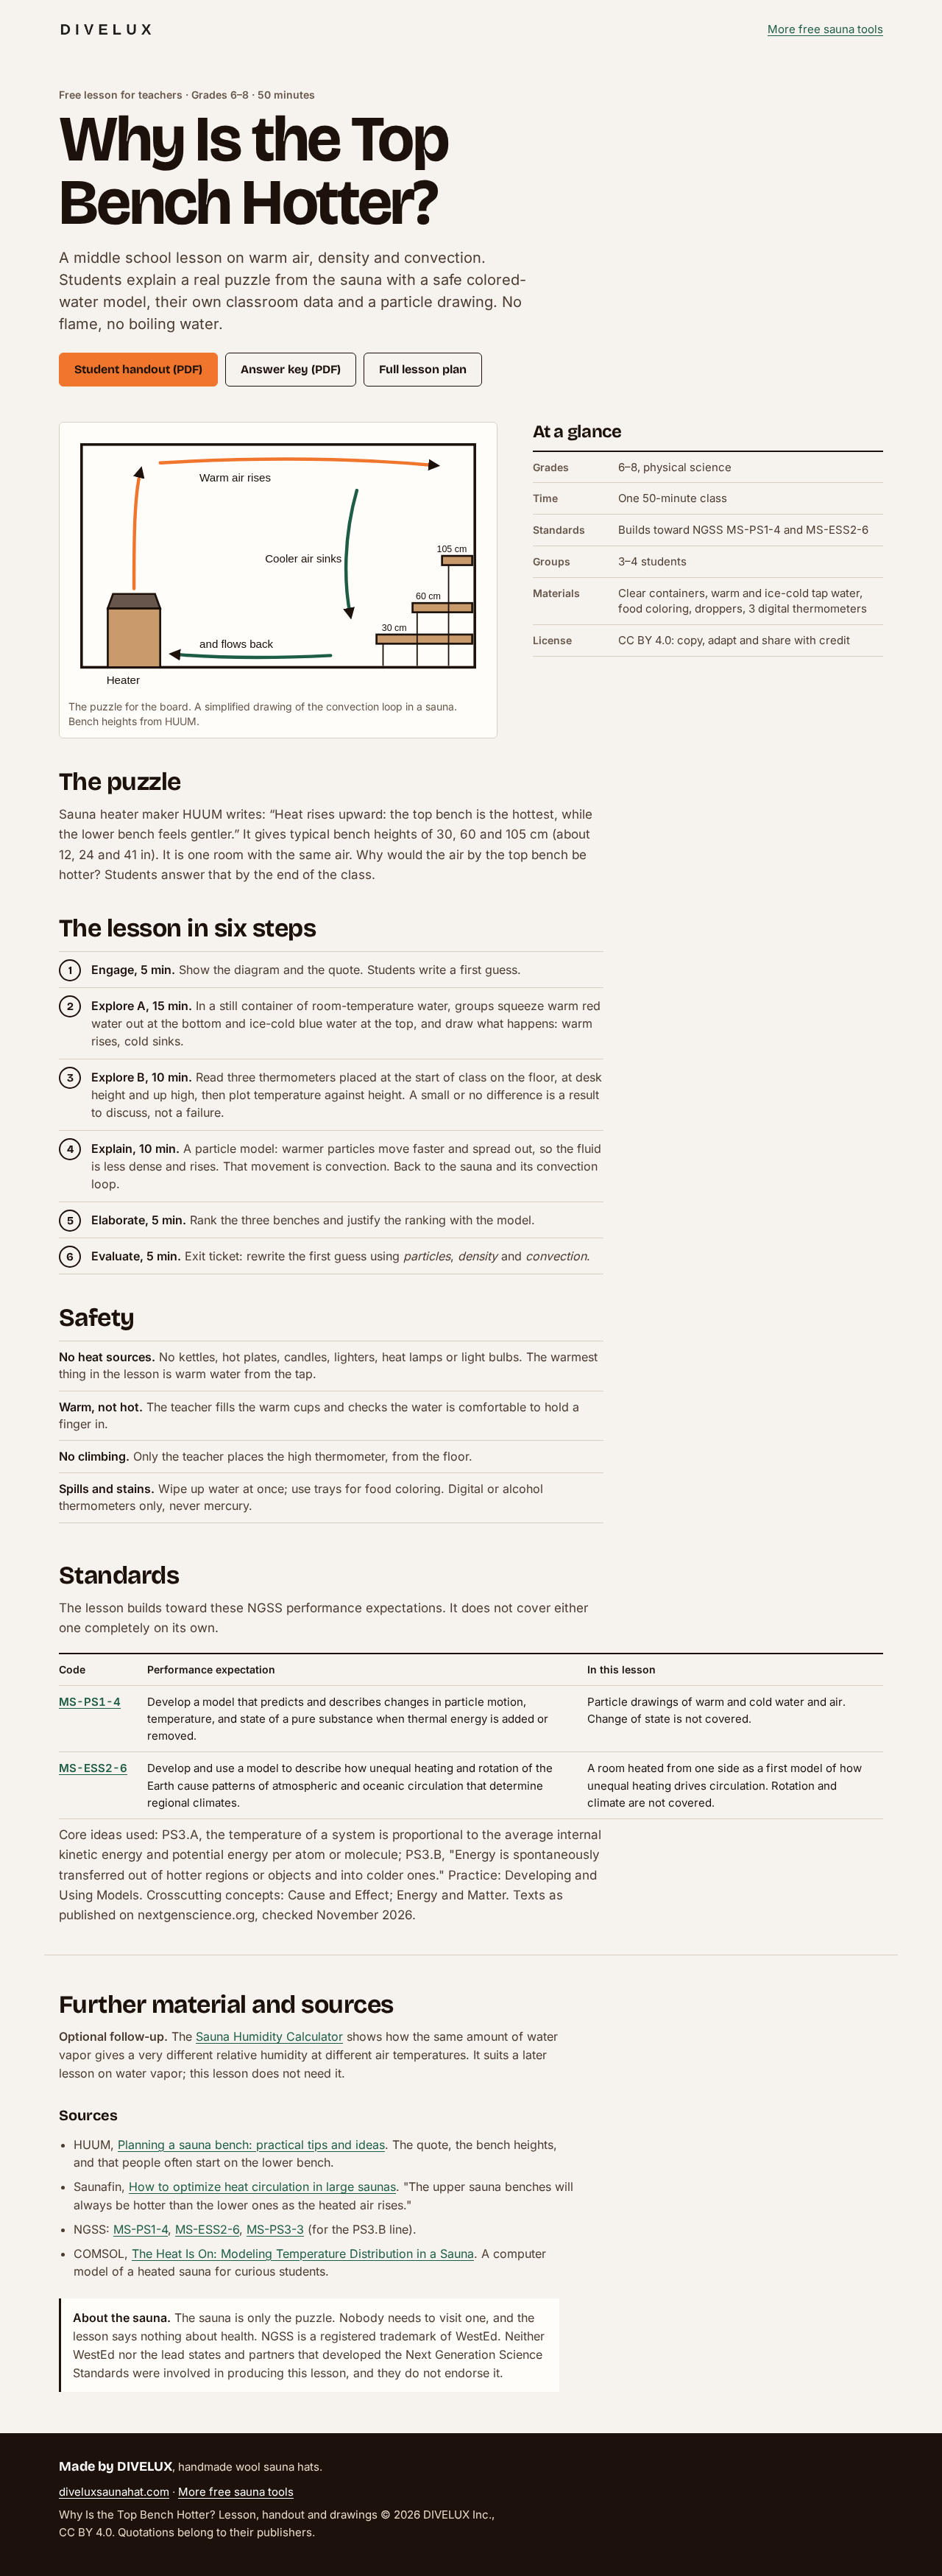 DIVELUX
More free sauna tools
Free lesson for teachers · Grades 6–8 · 50 minutes
Why Is the Top
Bench Hotter?
A middle school lesson on warm air, density and convection.
Students explain a real puzzle from the sauna with a safe colored-
water model, their own classroom data and a particle drawing. No
flame, no boiling water.
Student handout (PDF)
Answer key (PDF)
Full lesson plan
Warm air rises
Cooler air sinks
105 cm
60 cm
30 cm
and flows back
Heater
The puzzle for the board. A simplified drawing of the convection loop in a sauna.
Bench heights from HUUM.
At a glance
Grades 6–8, physical science
Time One 50-minute class
Standards Builds toward NGSS MS-PS1-4 and MS-ESS2-6
Groups 3–4 students
Materials Clear containers, warm and ice-cold tap water,
food coloring, droppers, 3 digital thermometers
License CC BY 4.0: copy, adapt and share with credit
The puzzle
Sauna heater maker HUUM writes: “Heat rises upward: the top bench is the hottest, while
the lower bench feels gentler.” It gives typical bench heights of 30, 60 and 105 cm (about
12, 24 and 41 in). It is one room with the same air. Why would the air by the top bench be
hotter? Students answer that by the end of the class.
The lesson in six steps
1 Engage, 5 min. Show the diagram and the quote. Students write a first guess.
2 Explore A, 15 min. In a still container of room-temperature water, groups squeeze warm red
water out at the bottom and ice-cold blue water at the top, and draw what happens: warm
rises, cold sinks.
3 Explore B, 10 min. Read three thermometers placed at the start of class on the floor, at desk
height and up high, then plot temperature against height. A small or no difference is a result
to discuss, not a failure.
4 Explain, 10 min. A particle model: warmer particles move faster and spread out, so the fluid
is less dense and rises. That movement is convection. Back to the sauna and its convection
loop.
5 Elaborate, 5 min. Rank the three benches and justify the ranking with the model.
6 Evaluate, 5 min. Exit ticket: rewrite the first guess using particles, density and convection.
Safety
No heat sources. No kettles, hot plates, candles, lighters, heat lamps or light bulbs. The warmest
thing in the lesson is warm water from the tap.
Warm, not hot. The teacher fills the warm cups and checks the water is comfortable to hold a
finger in.
No climbing. Only the teacher places the high thermometer, from the floor.
Spills and stains. Wipe up water at once; use trays for food coloring. Digital or alcohol
thermometers only, never mercury.
Standards
The lesson builds toward these NGSS performance expectations. It does not cover either
one completely on its own.
Code Performance expectation In this lesson
MS-PS1-4 Develop a model that predicts and describes changes in particle motion, Particle drawings of warm and cold water and air.
temperature, and state of a pure substance when thermal energy is added or Change of state is not covered.
removed.
MS-ESS2-6 Develop and use a model to describe how unequal heating and rotation of the A room heated from one side as a first model of how
Earth cause patterns of atmospheric and oceanic circulation that determine unequal heating drives circulation. Rotation and
regional climates. climate are not covered.
Core ideas used: PS3.A, the temperature of a system is proportional to the average internal
kinetic energy and potential energy per atom or molecule; PS3.B, "Energy is spontaneously
transferred out of hotter regions or objects and into colder ones." Practice: Developing and
Using Models. Crosscutting concepts: Cause and Effect; Energy and Matter. Texts as
published on nextgenscience.org, checked November 2026.
Further material and sources
Optional follow-up. The Sauna Humidity Calculator shows how the same amount of water
vapor gives a very different relative humidity at different air temperatures. It suits a later
lesson on water vapor; this lesson does not need it.
Sources
• HUUM, Planning a sauna bench: practical tips and ideas. The quote, the bench heights,
and that people often start on the lower bench.
• Saunafin, How to optimize heat circulation in large saunas. "The upper sauna benches will
always be hotter than the lower ones as the heated air rises."
• NGSS: MS-PS1-4, MS-ESS2-6, MS-PS3-3 (for the PS3.B line).
• COMSOL, The Heat Is On: Modeling Temperature Distribution in a Sauna. A computer
model of a heated sauna for curious students.
About the sauna. The sauna is only the puzzle. Nobody needs to visit one, and the
lesson says nothing about health. NGSS is a registered trademark of WestEd. Neither
WestEd nor the lead states and partners that developed the Next Generation Science
Standards were involved in producing this lesson, and they do not endorse it.
Made by DIVELUX, handmade wool sauna hats.
diveluxsaunahat.com · More free sauna tools
Why Is the Top Bench Hotter? Lesson, handout and drawings © 2026 DIVELUX Inc.,
CC BY 4.0. Quotations belong to their publishers.